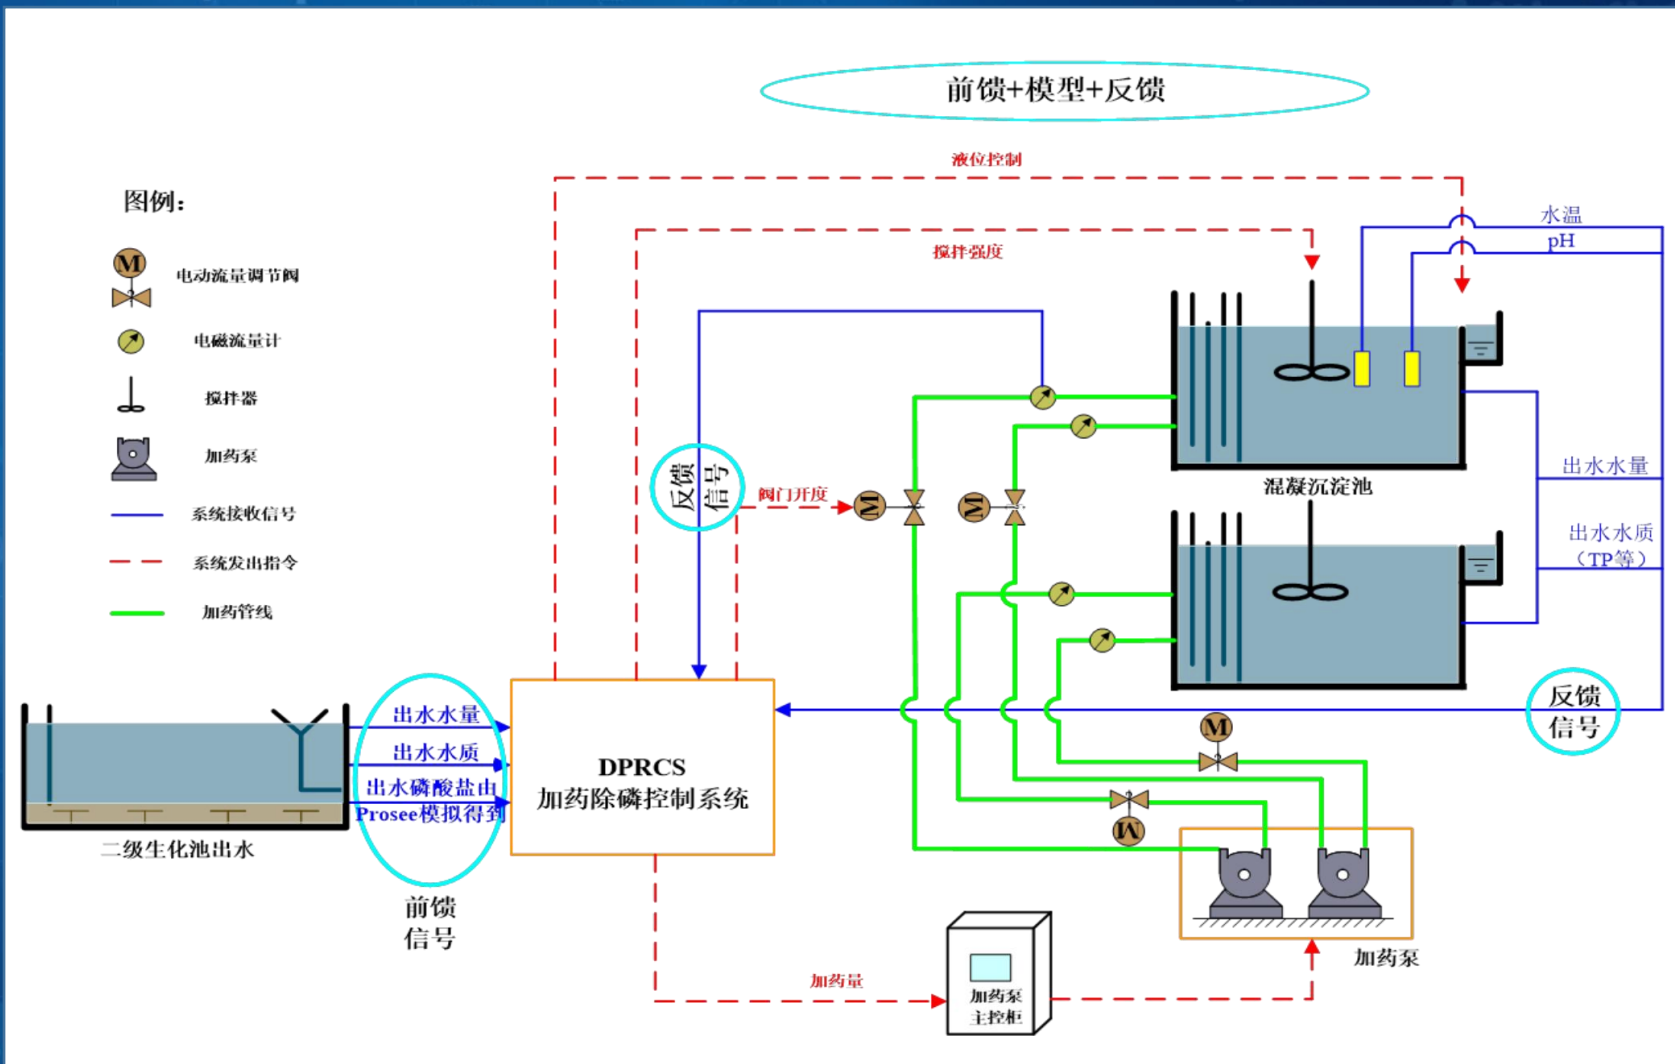 前馈+模型+反馈
液位控制
图例：
水温
pH
搅拌强度
M
电动流量调节阀
电磁流量计
搅拌器
加药泵
系统接收信号
系统发出指令
加药管线
反馈
信号
阀门开度
M
M
混凝沉淀池
出水水量
出水水质
（TP等）
反馈
信号
出水水量
出水水质
出水磷酸盐由
Prosee模拟得到
二级生化池出水
前馈
信号
DPRCS
加药除磷控制系统
M
M
加药泵
加药量
加药泵
主控柜